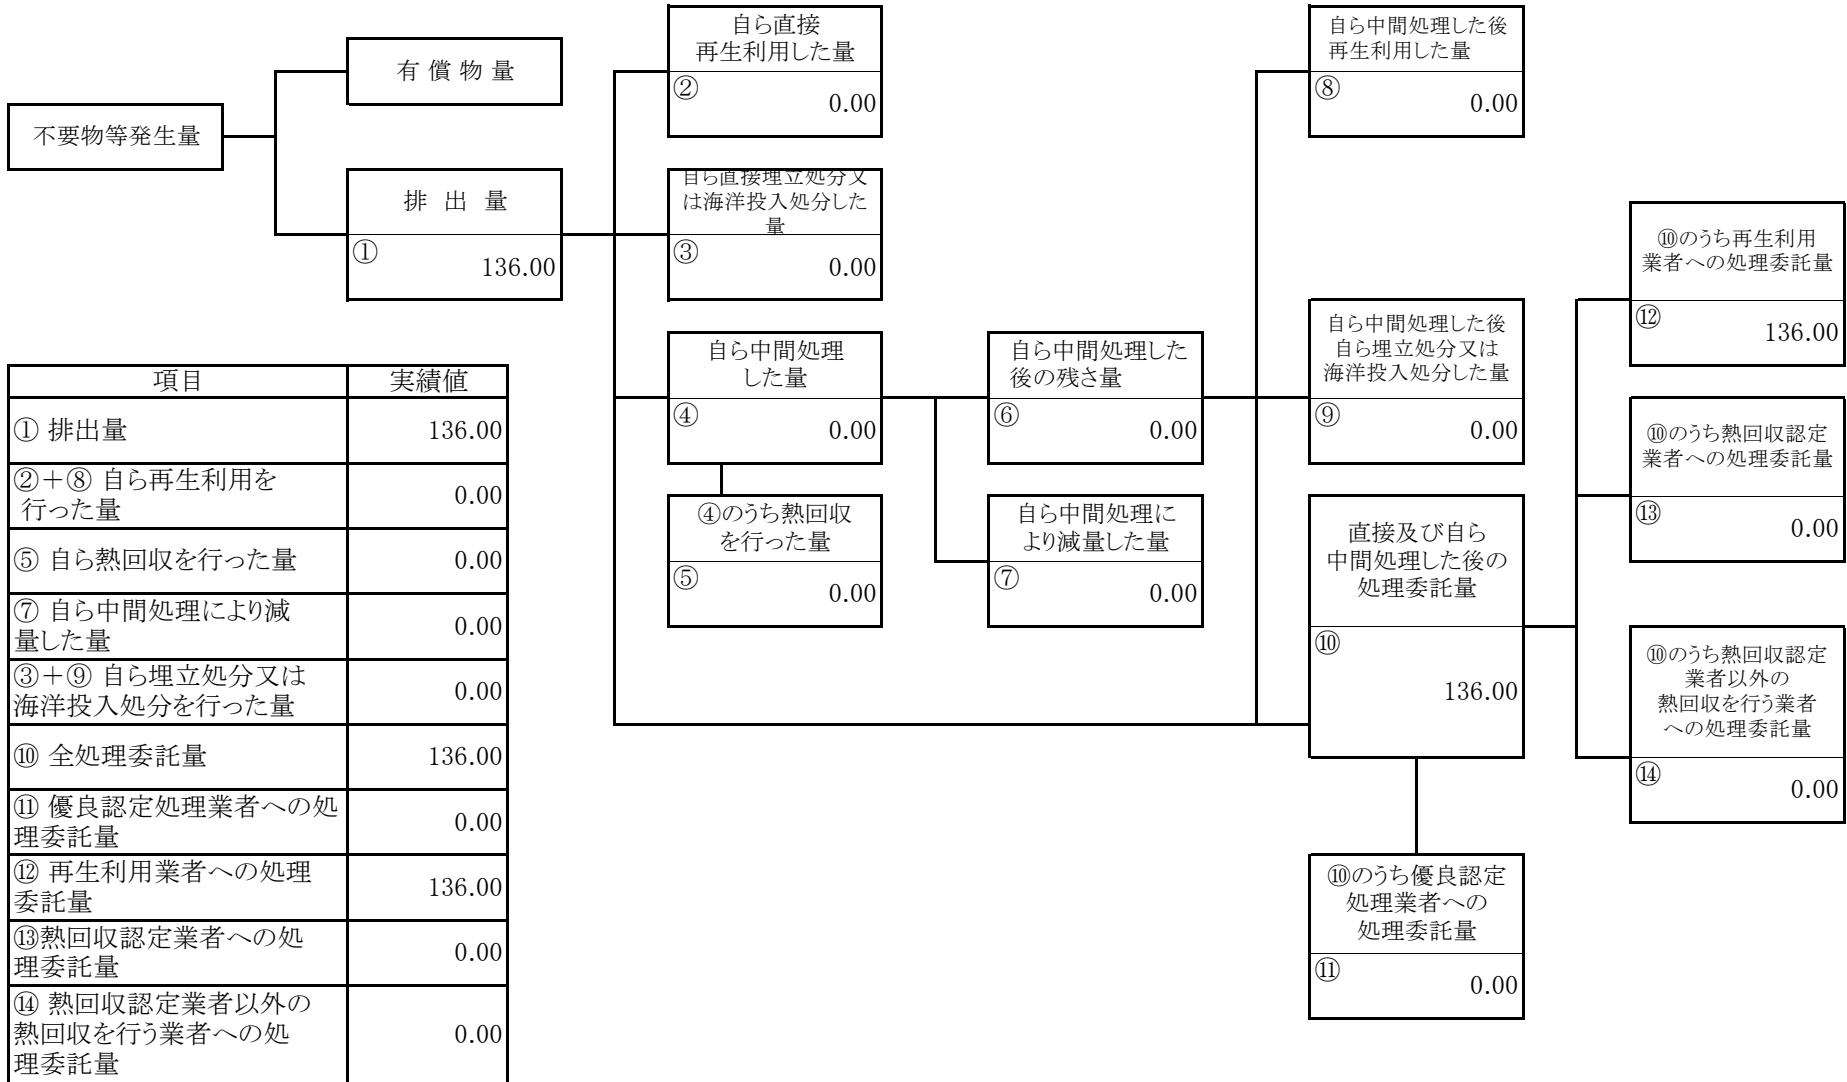 不要物等発生量
有償物量
排出量
①
136.00
自ら直接
再生利用した量
②
0.00
自ら直接埋立処分又
は海洋投入処分した
量
③
0.00
自ら中間処理
した量
④
0.00
④のうち熱回収
を行った量
⑤
0.00
自ら中間処理した
後の残さ量
⑥
0.00
自ら中間処理に
より減量した量
⑦
0.00
自ら中間処理した後
再生利用した量
⑧
0.00
自ら中間処理した後
自ら埋立処分又は
海洋投入処分した量
⑨
0.00
直接及び自ら
中間処理した後の
処理委託量
⑩
136.00
⑩のうち優良認定
処理業者への
処理委託量
⑪
0.00
⑩のうち再生利用
業者への処理委託量
⑫
136.00
⑩のうち熱回収認定
業者への処理委託量
⑬
0.00
⑩のうち熱回収認定
業者以外の
熱回収を行う業者
への処理委託量
⑭
0.00
項目 実績値
① 排出量 136.00
②＋⑧ 自ら再生利用を
行った量 0.00
⑤ 自ら熱回収を行った量 0.00
⑦ 自ら中間処理により減
量した量 0.00
③＋⑨ 自ら埋立処分又は
海洋投入処分を行った量 0.00
⑩ 全処理委託量 136.00
⑪ 優良認定処理業者への処
理委託量 0.00
⑫ 再生利用業者への処理
委託量 136.00
⑬熱回収認定業者への処
理委託量 0.00
⑭ 熱回収認定業者以外の
熱回収を行う業者への処
理委託量 0.00